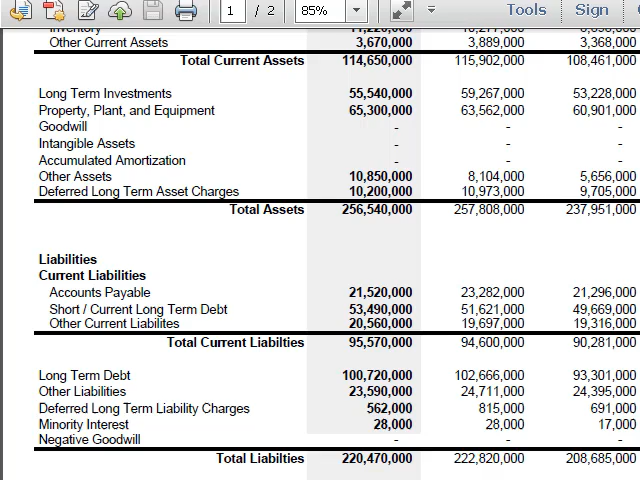 1 / 2 85% Tools Sign
Inventory
Other Current Assets 3,670,000 3,889,000 3,368,000
Total Current Assets 114,650,000 115,902,000 108,461,000
Long Term Investments 55,540,000 59,267,000 53,228,000
Property, Plant, and Equipment 65,300,000 63,562,000 60,901,000
Goodwill - - -
Intangible Assets - - -
Accumulated Amortization - - -
Other Assets 10,850,000 8,104,000 5,656,000
Deferred Long Term Asset Charges 10,200,000 10,973,000 9,705,000
Total Assets 256,540,000 257,808,000 237,951,000
Liabilities
Current Liabilities
Accounts Payable 21,520,000 23,282,000 21,296,000
Short / Current Long Term Debt 53,490,000 51,621,000 49,669,000
Other Current Liabilites 20,560,000 19,697,000 19,316,000
Total Current Liabilties 95,570,000 94,600,000 90,281,000
Long Term Debt 100,720,000 102,666,000 93,301,000
Other Liabilities 23,590,000 24,711,000 24,395,000
Deferred Long Term Liability Charges 562,000 815,000 691,000
Minority Interest 28,000 28,000 17,000
Negative Goodwill - - -
Total Liabilties 220,470,000 222,820,000 208,685,000